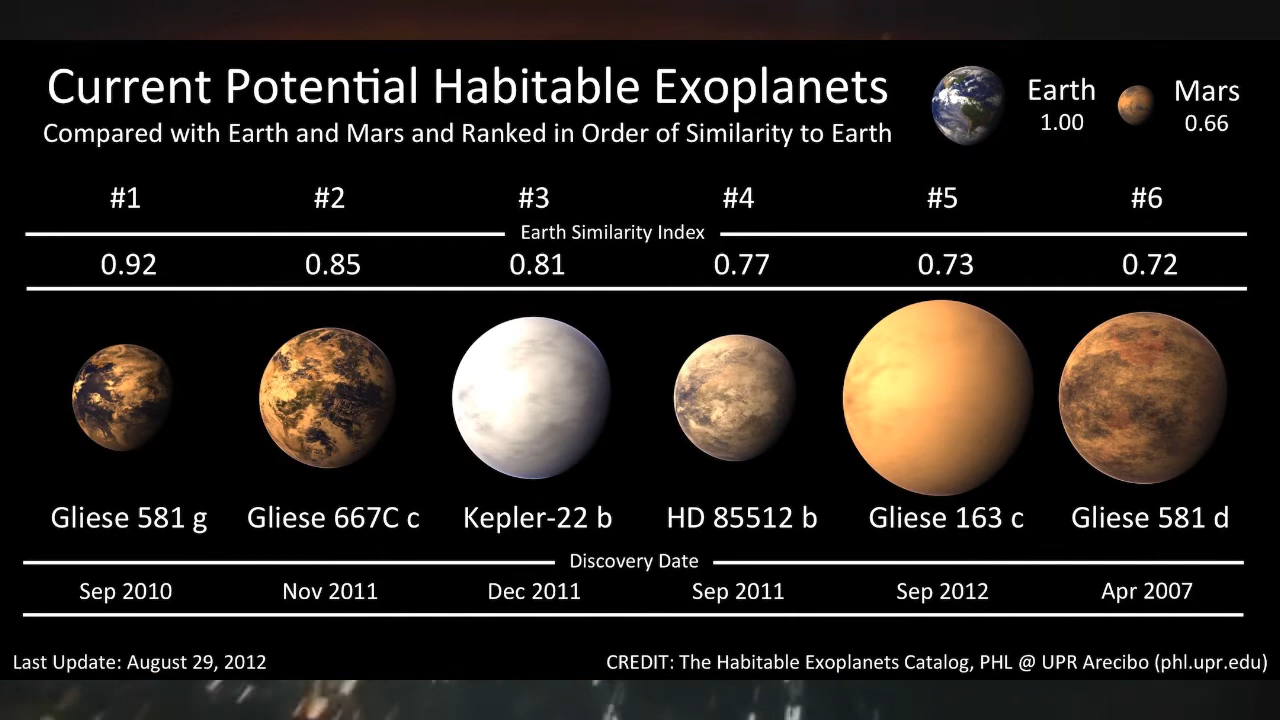 Current Potential Habitable Exoplanets
Compared with Earth and Mars and Ranked in Order of Similarity to Earth
Earth
1.00
Mars
0.66
#1 #2 #3 #4 #5 #6
Earth Similarity Index
0.92 0.85 0.81 0.77 0.73 0.72
Gliese 581 g Gliese 667C c Kepler-22 b HD 85512 b Gliese 163 c Gliese 581 d
Discovery Date
Sep 2010 Nov 2011 Dec 2011 Sep 2011 Sep 2012 Apr 2007
Last Update: August 29, 2012 CREDIT: The Habitable Exoplanets Catalog, PHL @ UPR Arecibo (phl.upr.edu)